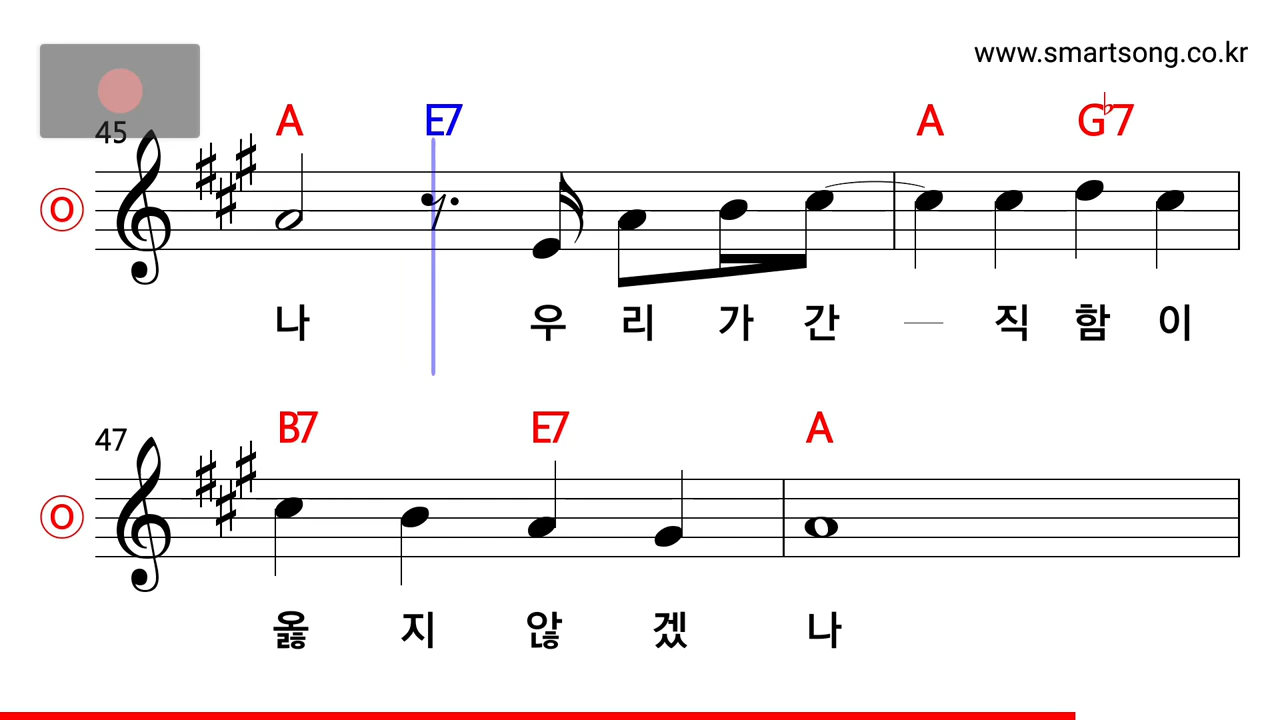 www.smartsong.co.kr
45 A E7 A G♭7
O
나 우 리 가 간 직 함 이
47 B7 E7 A
O
옳 지 않 겠 나